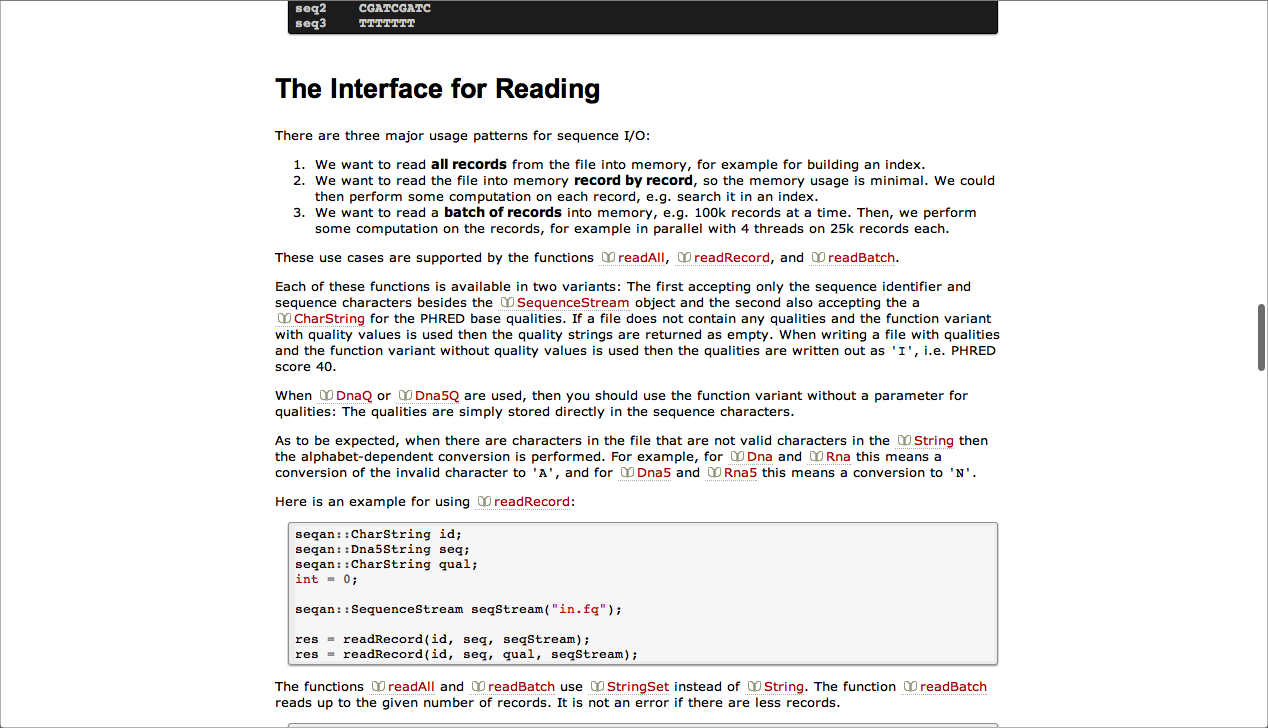 seq2    CGATCGATC
seq3    TTTTTTT
The Interface for Reading
There are three major usage patterns for sequence I/O:
1. We want to read all records from the file into memory, for example for building an index.
2. We want to read the file into memory record by record, so the memory usage is minimal. We could
then perform some computation on each record, e.g. search it in an index.
3. We want to read a batch of records into memory, e.g. 100k records at a time. Then, we perform
some computation on the records, for example in parallel with 4 threads on 25k records each.
These use cases are supported by the functions readAll, readRecord, and readBatch.
Each of these functions is available in two variants: The first accepting only the sequence identifier and
sequence characters besides the SequenceStream object and the second also accepting the a
CharString for the PHRED base qualities. If a file does not contain any qualities and the function variant
with quality values is used then the quality strings are returned as empty. When writing a file with qualities
and the function variant without quality values is used then the qualities are written out as 'I', i.e. PHRED
score 40.
When DnaQ or Dna5Q are used, then you should use the function variant without a parameter for
qualities: The qualities are simply stored directly in the sequence characters.
As to be expected, when there are characters in the file that are not valid characters in the String then
the alphabet-dependent conversion is performed. For example, for Dna and Rna this means a
conversion of the invalid character to 'A', and for Dna5 and Rna5 this means a conversion to 'N'.
Here is an example for using readRecord:
seqan::CharString id;
seqan::Dna5String seq;
seqan::CharString qual;
int = 0;
seqan::SequenceStream seqStream("in.fq");
res = readRecord(id, seq, seqStream);
res = readRecord(id, seq, qual, seqStream);
The functions readAll and readBatch use StringSet instead of String. The function readBatch
reads up to the given number of records. It is not an error if there are less records.